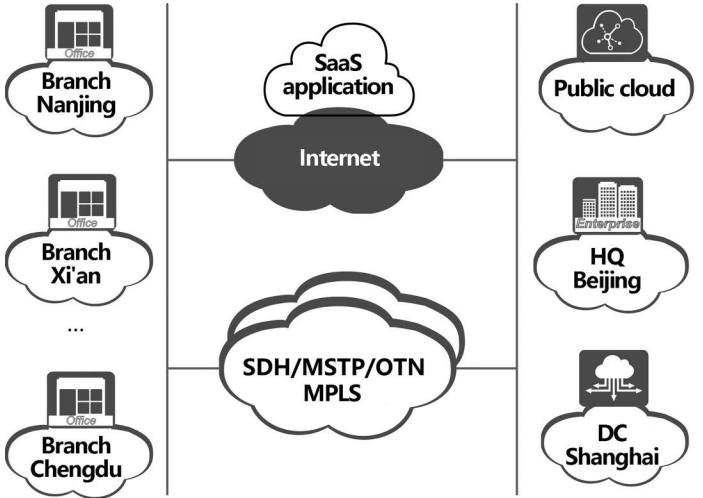 Office
Branch
Nanjing
Office
Branch
Xi'an
...
Office
Branch
Chengdu
SaaS
application
Internet
SDH/MSTP/OTN
MPLS
Public cloud
Enterprise
HQ
Beijing
DC
Shanghai